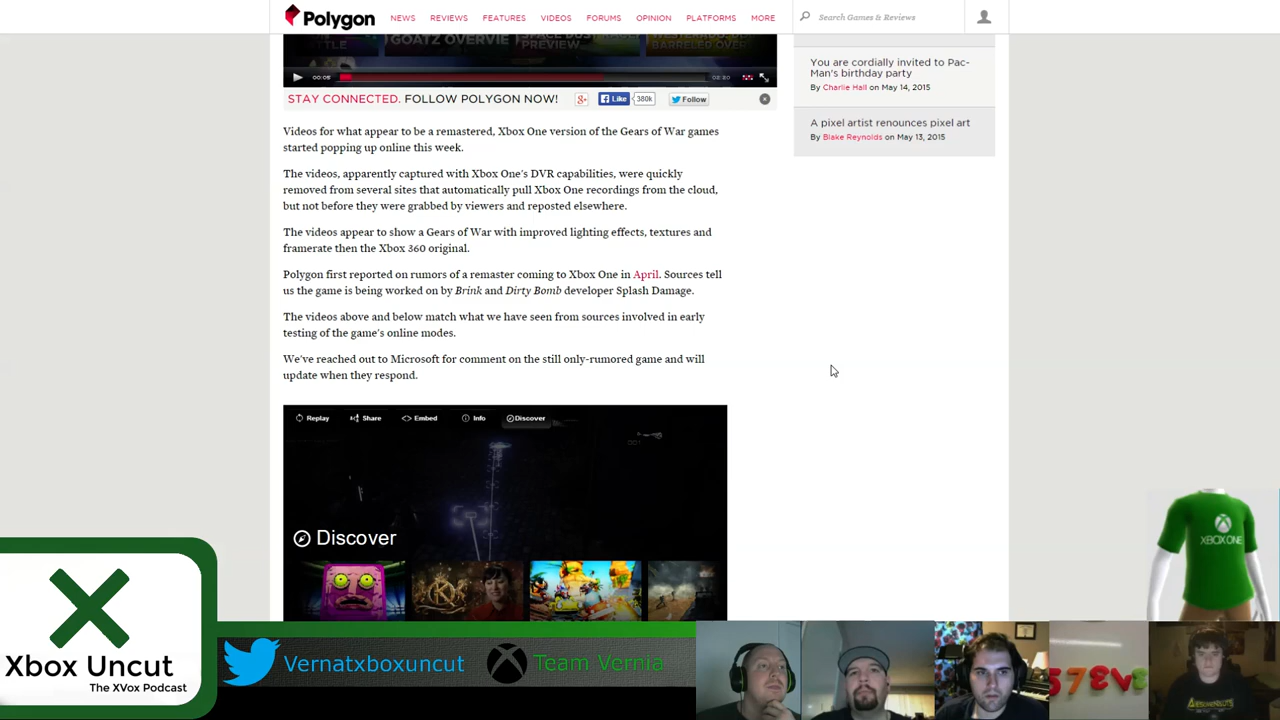 Polygon NEWS REVIEWS FEATURES VIDEOS FORUMS OPINION PLATFORMS MORE Search Games & Reviews
GOATZ OVERVIE SPACE DUST
BATTLE PREVIEW BARRELED OVER
00:05
STAY CONNECTED. FOLLOW POLYGON NOW! Like 380k Follow
You are cordially invited to Pac-
Man's birthday party
By Charlie Hall on May 14, 2015
A pixel artist renounces pixel art
By Blake Reynolds on May 13, 2015
Videos for what appear to be a remastered, Xbox One version of the Gears of War games
started popping up online this week.
The videos, apparently captured with Xbox One's DVR capabilities, were quickly
removed from several sites that automatically pull Xbox One recordings from the cloud,
but not before they were grabbed by viewers and reposted elsewhere.
The videos appear to show a Gears of War with improved lighting effects, textures and
framerate then the Xbox 360 original.
Polygon first reported on rumors of a remaster coming to Xbox One in April. Sources tell
us the game is being worked on by Brink and Dirty Bomb developer Splash Damage.
The videos above and below match what we have seen from sources involved in early
testing of the game's online modes.
We've reached out to Microsoft for comment on the still only-rumored game and will
update when they respond.
Replay Share Embed Info Discover
Discover
XBOX ONE
Xbox Uncut
The XVox Podcast
Vernatxboxuncut
Team Vernia